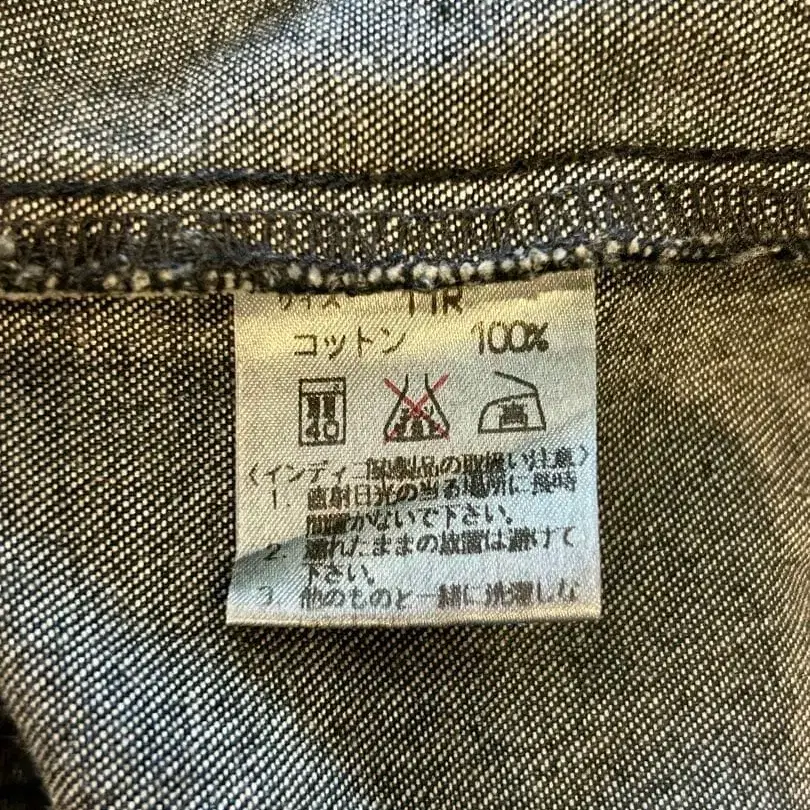 サイズ 11R
コットン 100%
40
高
〈インディゴ染製品の取扱い注意〉
1. 直射日光の当る場所に長時
間置かないで下さい。
2. 濡れたままの放置は避けて
下さい。
3. 他のものと一緒に洗濯しな